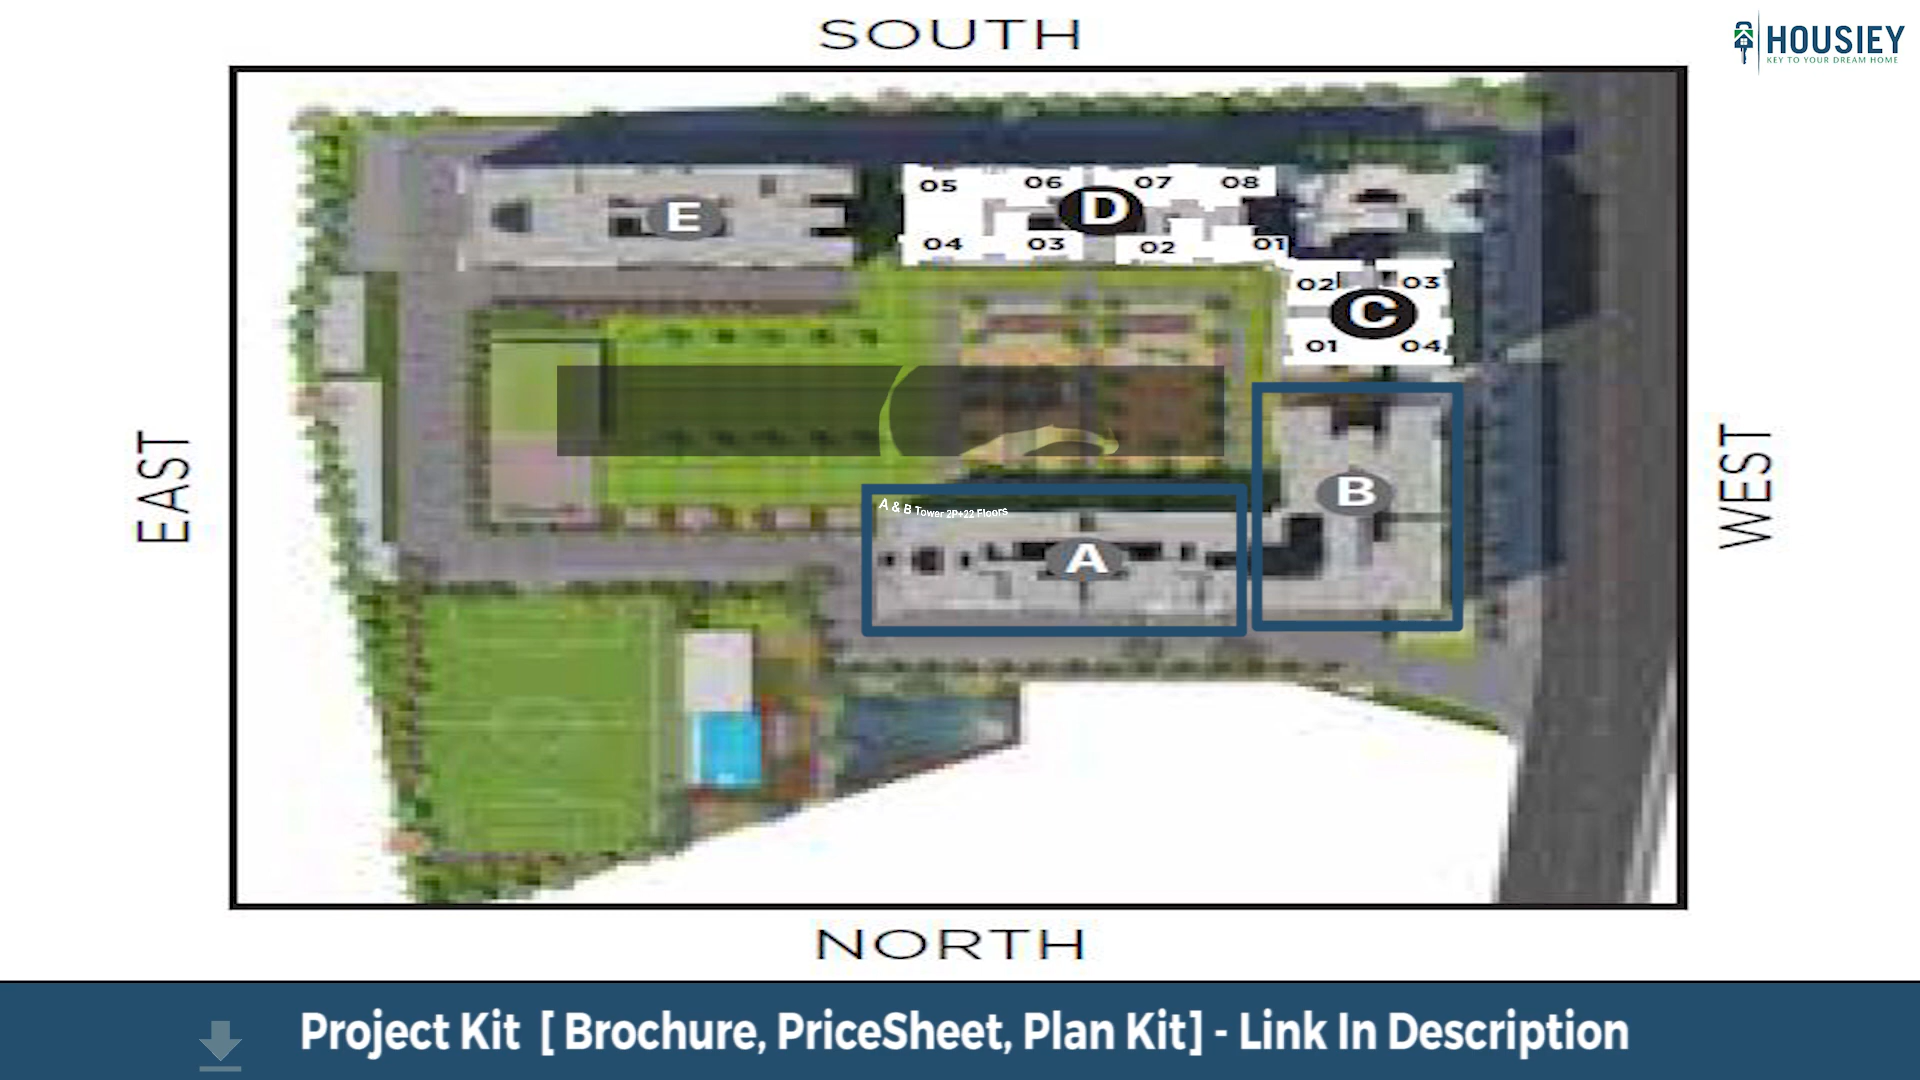 SOUTH
HOUSIEY
KEY TO YOUR DREAM HOME
05 06 07 08
E
D
04 03 02 01
02 03
C
01 04
EAST
WEST
B
A & B Tower 2P+22 Floors
A
NORTH
Project Kit [ Brochure, PriceSheet, Plan Kit] - Link In Description